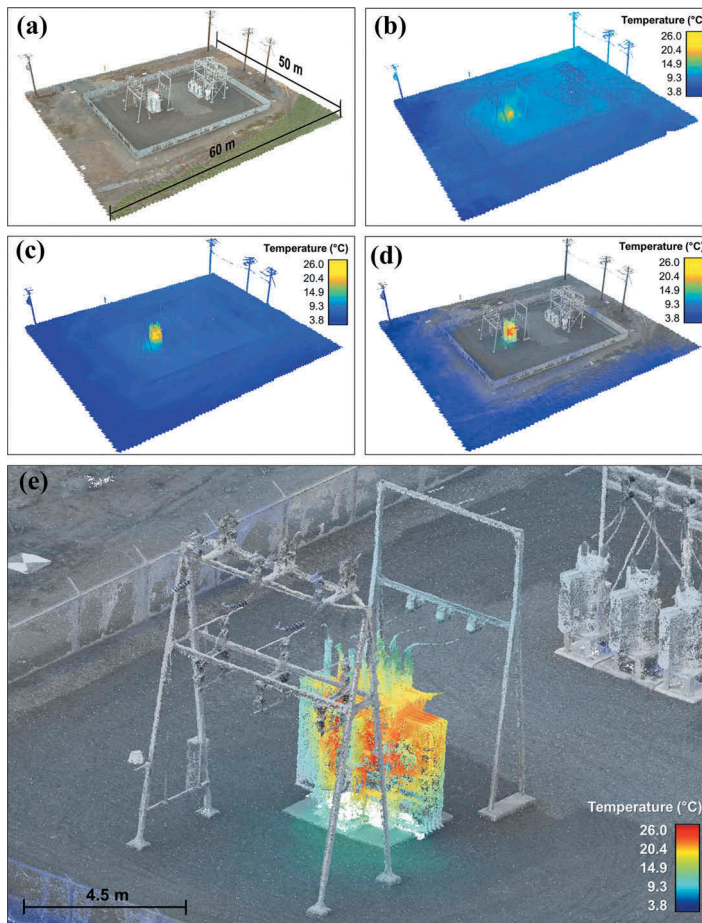 (a)
50 m
60 m
(b)
Temperature (°C)
26.0
20.4
14.9
9.3
3.8
(c)
Temperature (°C)
26.0
20.4
14.9
9.3
3.8
(d)
Temperature (°C)
26.0
20.4
14.9
9.3
3.8
(e)
4.5 m
Temperature (°C)
26.0
20.4
14.9
9.3
3.8